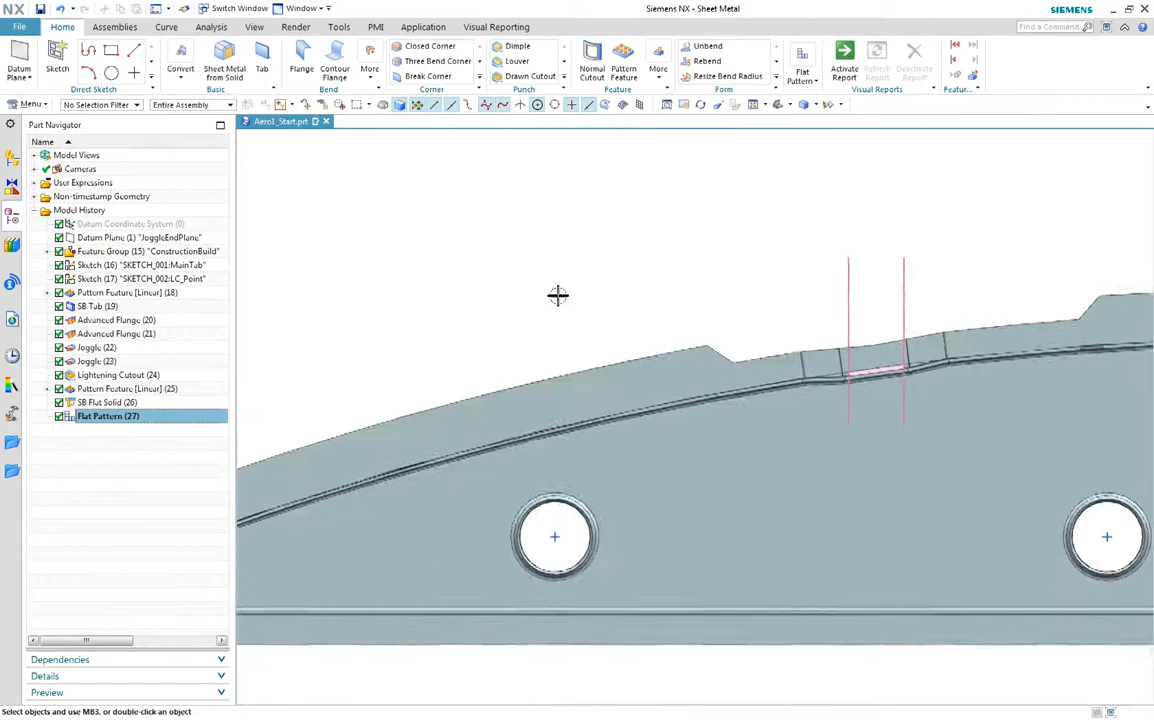 NX Switch Window Window Siemens NX - Sheet Metal SIEMENS
File Home Assemblies Curve Analysis View Render Tools PMI Application Visual Reporting Find a Command
Closed Corner Dimple Unbend
Three Bend Corner Louver Rebend
Break Corner Drawn Cutout Resize Bend Radius
Datum Plane Sketch Convert Sheet Metal from Solid Tab Flange Contour Flange More Normal Cutout Pattern Feature More Flat Pattern Activate Report Refresh Report Deactivate Report
Direct Sketch Basic Bend Corner Punch Feature Form Visual Reports Featur...
Menu No Selection Filter Entire Assembly
Part Navigator Aero1_Start.prt
Name
Model Views
Cameras
User Expressions
Non-timestamp Geometry
Model History
Datum Coordinate System (0)
Datum Plane (1) "JoggleEndPlane"
Feature Group (15) "ConstructionBuild"
Sketch (16) "SKETCH_001:MainTab"
Sketch (17) "SKETCH_002:LC_Point"
Pattern Feature [Linear] (18)
SB Tab (19)
Advanced Flange (20)
Advanced Flange (21)
Joggle (22)
Joggle (23)
Lightening Cutout (24)
Pattern Feature [Linear] (25)
SB Flat Solid (26)
Flat Pattern (27)
Dependencies
Details
Preview
Select objects and use MB3, or double-click an object